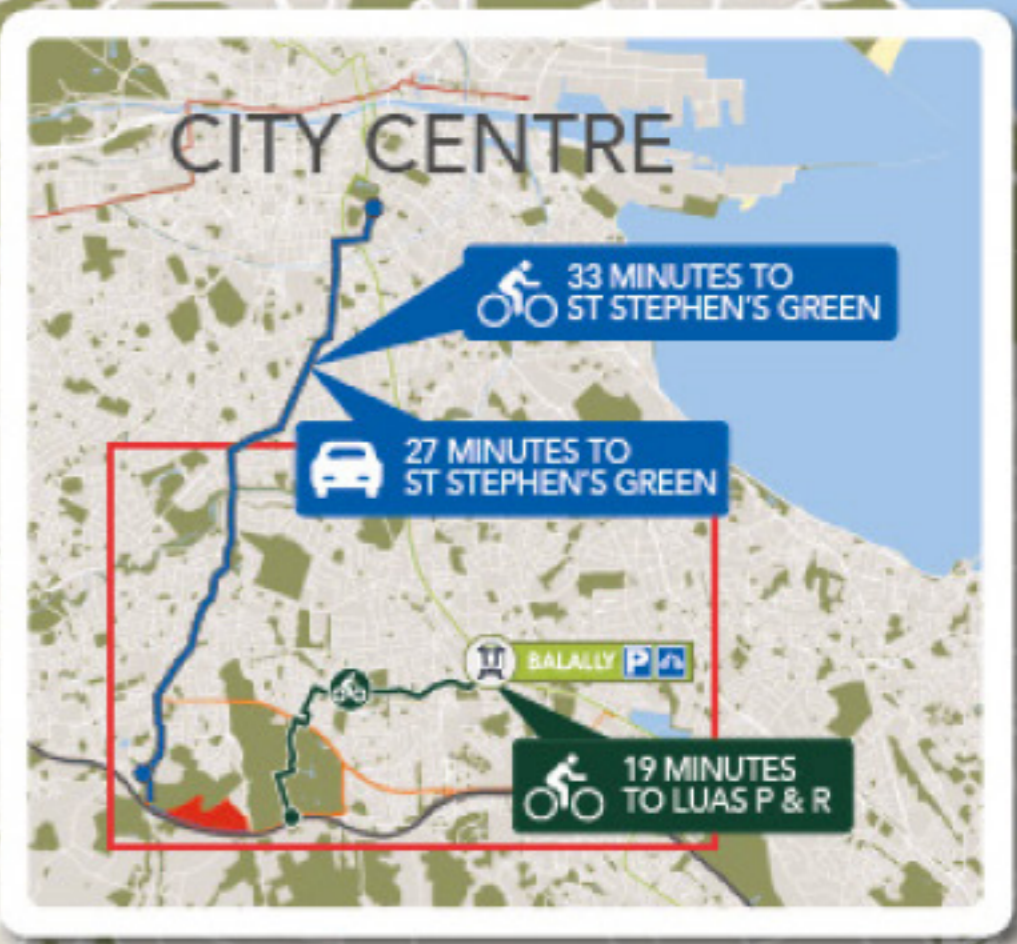 CITY CENTRE
33 MINUTES TO
ST STEPHEN'S GREEN
27 MINUTES TO
ST STEPHEN'S GREEN
BALALLY P
19 MINUTES
TO LUAS P & R